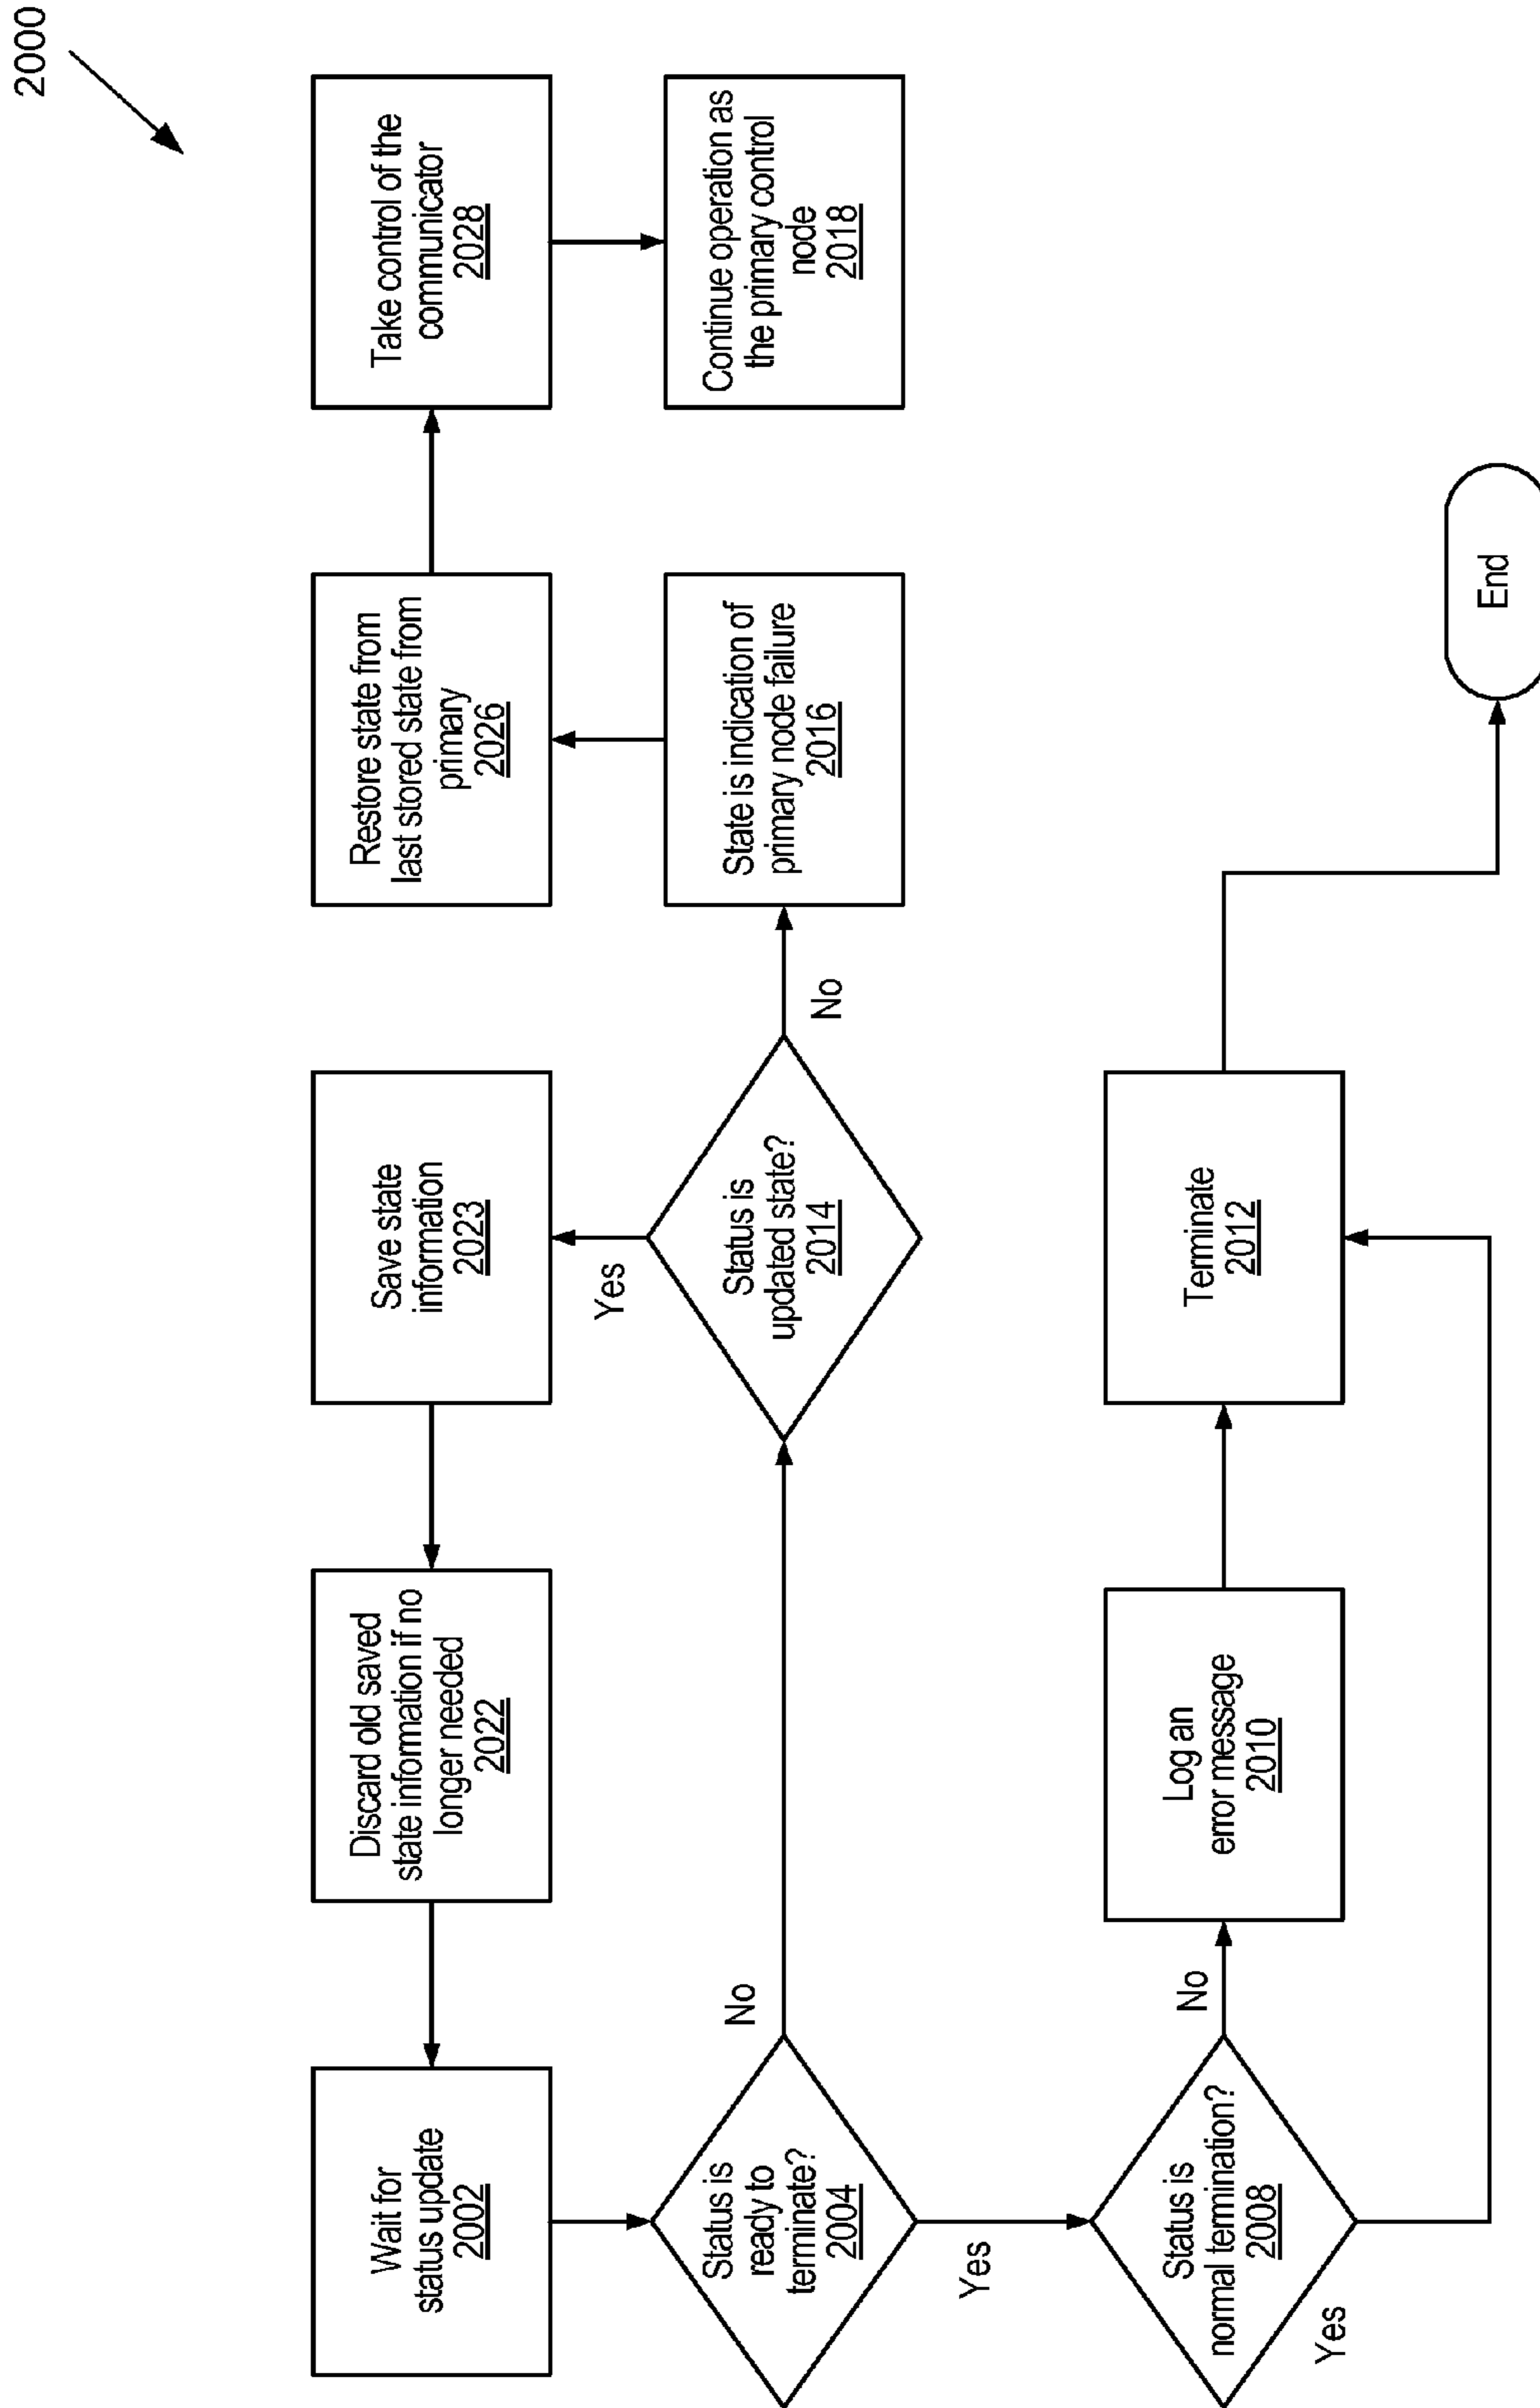 2000
Wait for
status update
2002
Discard old saved
state information if no
longer needed
2022
Save state
information
2023
Restore state from
last stored state from
primary
2026
Take control of the
communicator
2028
Status is
ready to
terminate?
2004
No
Yes
Status is
updated state?
2014
Yes
No
State is indication of
primary node failure
2016
Continue operation as
the primary control
node
2018
Status is
normal termination?
2008
No
Yes
Log an
error message
2010
Terminate
2012
End